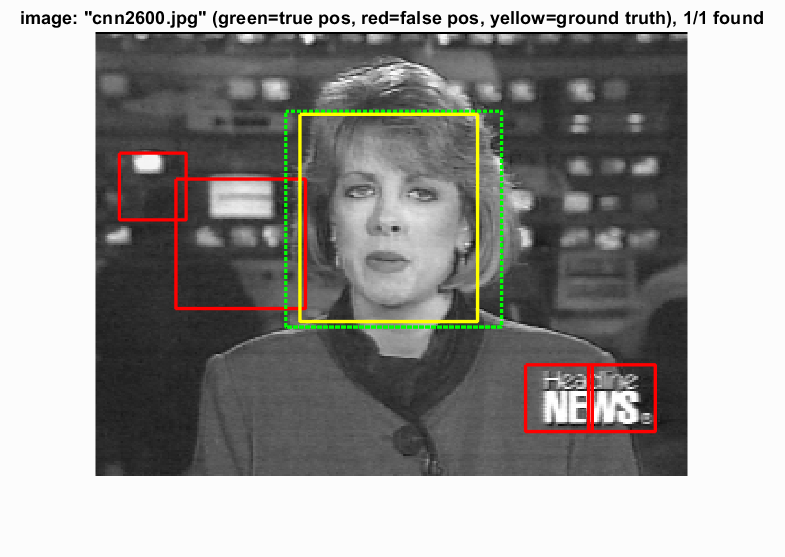 image: "cnn2600.jpg" (green=true pos, red=false pos, yellow=ground truth), 1/1 found
Headline
NEWS®